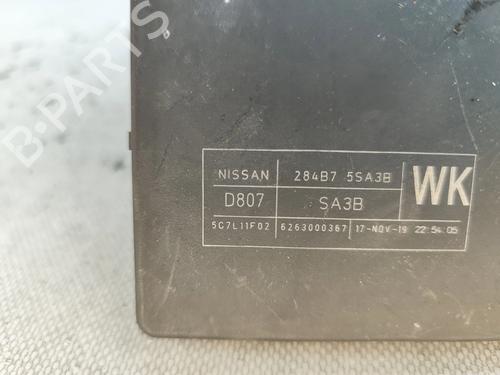 B-PARTS
NISSAN 284B7 5SA3B WK
D807 SA3B
5C7L11F02 6263000367 17-NOV-19 22:54:05